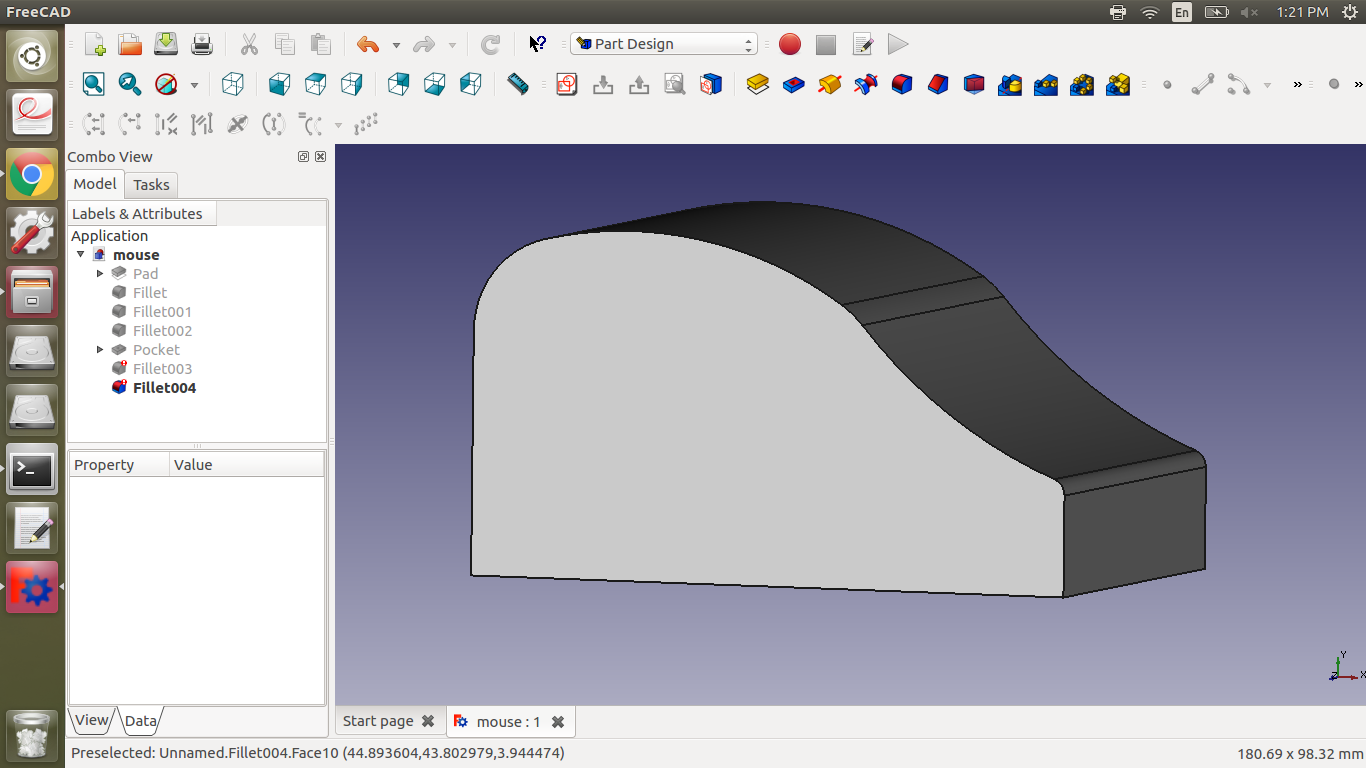 FreeCAD
En
1:21 PM
Part Design
Combo View
Model
Tasks
Labels & Attributes
Application
mouse
Pad
Fillet
Fillet001
Fillet002
Pocket
Fillet003
Fillet004
Property
Value
View
Data
Start page
mouse : 1
Y
X
Z
Preselected: Unnamed.Fillet004.Face10 (44.893604,43.802979,3.944474)
180.69 x 98.32 mm